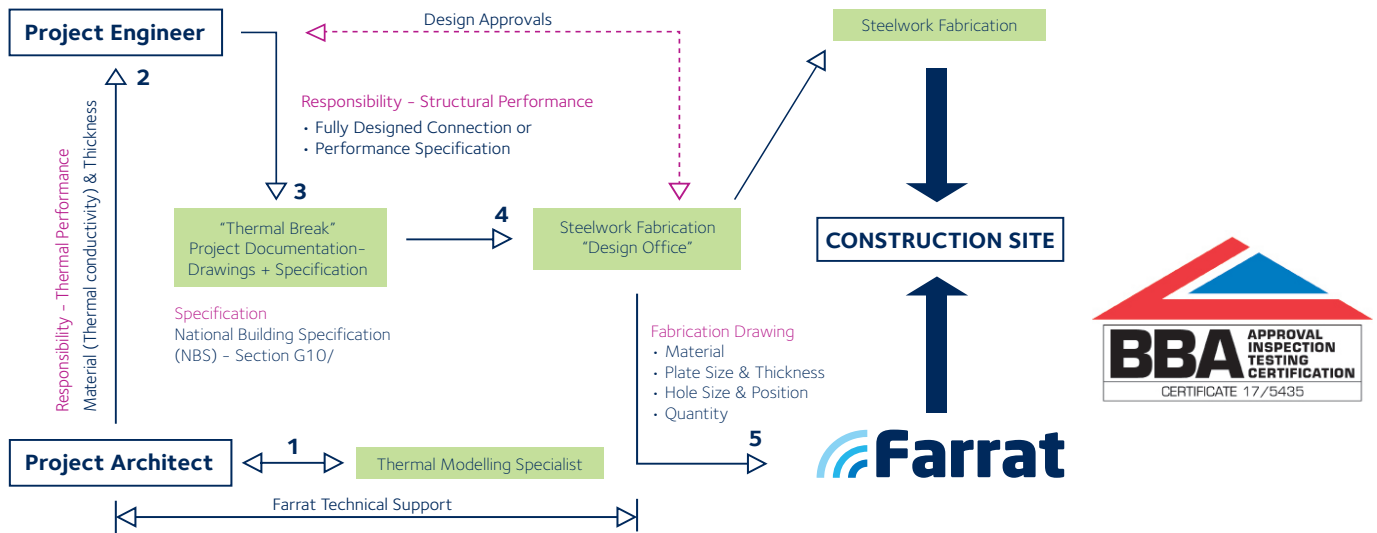 Project Engineer
Design Approvals
Steelwork Fabrication
2
Responsibility - Thermal Performance
Material (Thermal conductivity) & Thickness
Responsibility - Structural Performance
• Fully Designed Connection or
• Performance Specification
3
"Thermal Break"
Project Documentation-
Drawings + Specification
4
Steelwork Fabrication
"Design Office"
CONSTRUCTION SITE
Specification
National Building Specification
(NBS) - Section G10/
Fabrication Drawing
• Material
• Plate Size & Thickness
• Hole Size & Position
• Quantity
BBA
APPROVAL
INSPECTION
TESTING
CERTIFICATION
CERTIFICATE 17/5435
Project Architect
1
Thermal Modelling Specialist
5
Farrat
Farrat Technical Support